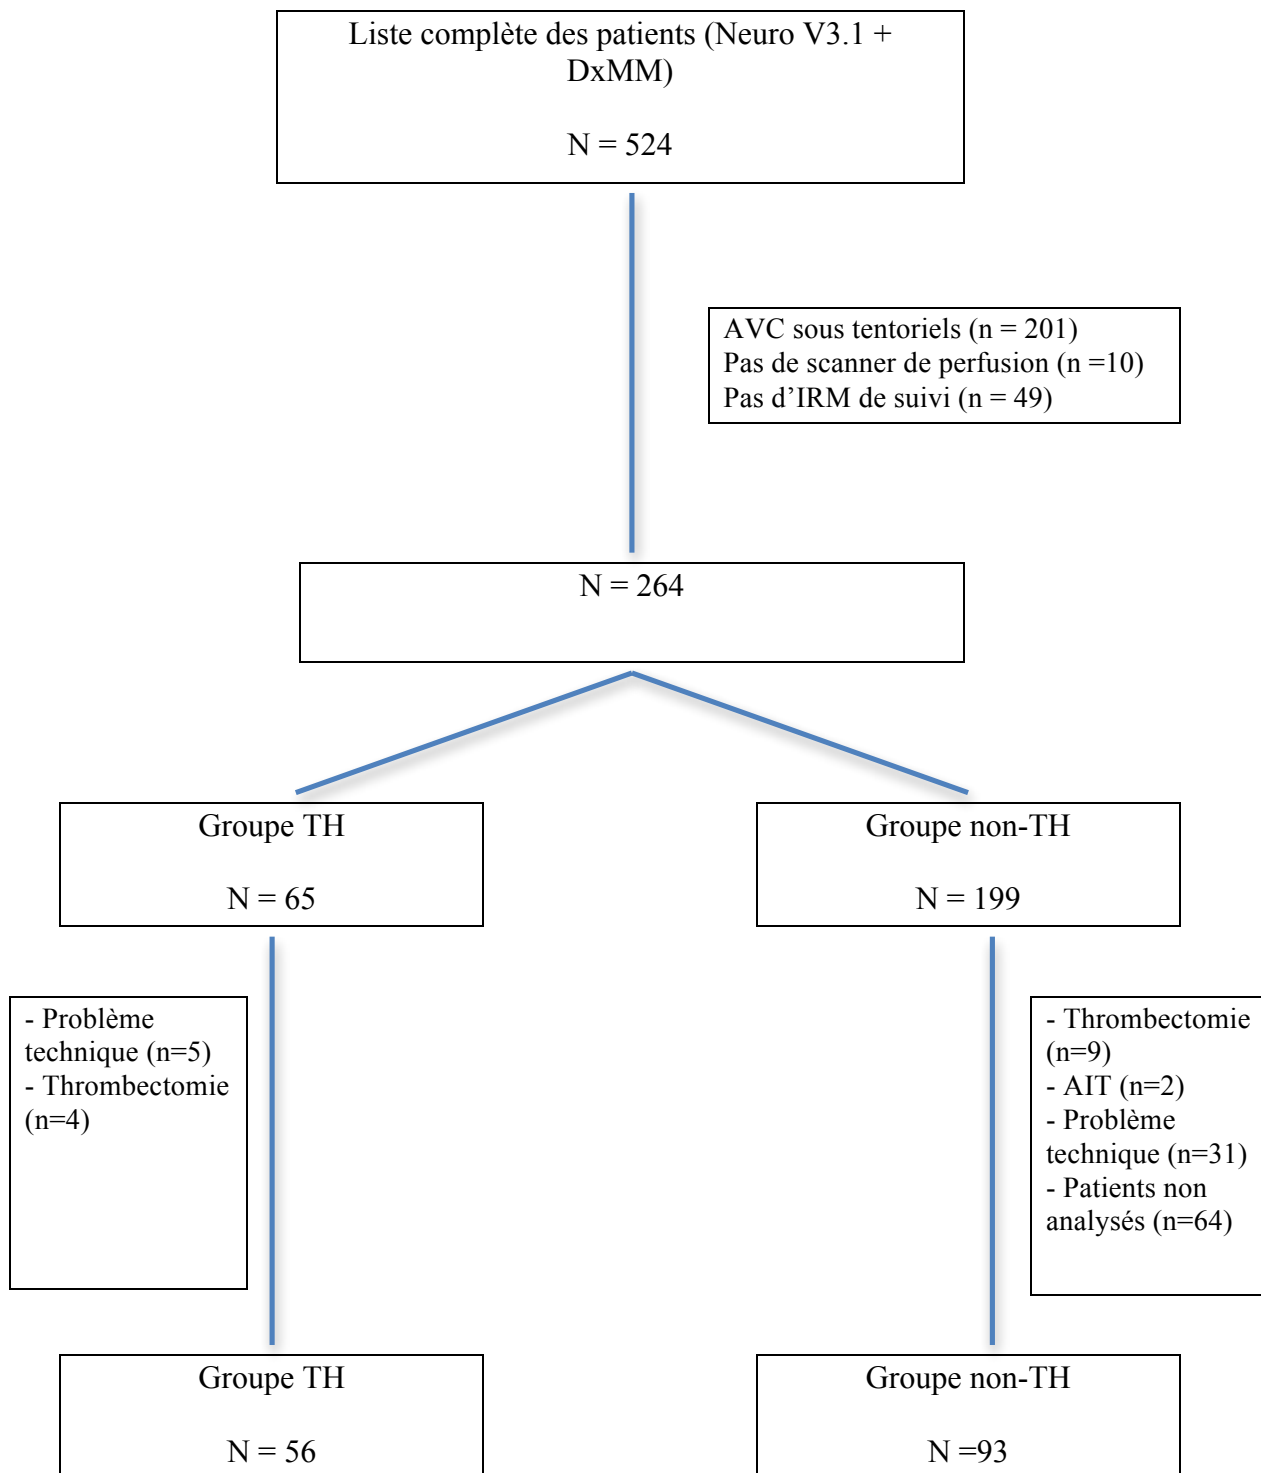 Liste complète des patients (Neuro V3.1 +
DxMM)
N = 524
AVC sous tentoriels (n = 201)
Pas de scanner de perfusion (n =10)
Pas d’IRM de suivi (n = 49)
N = 264
Groupe TH
N = 65
Groupe non-TH
N = 199
- Problème
technique (n=5)
- Thrombectomie
(n=4)
- Thrombectomie
(n=9)
- AIT (n=2)
- Problème
technique (n=31)
- Patients non
analysés (n=64)
Groupe TH
N = 56
Groupe non-TH
N =93